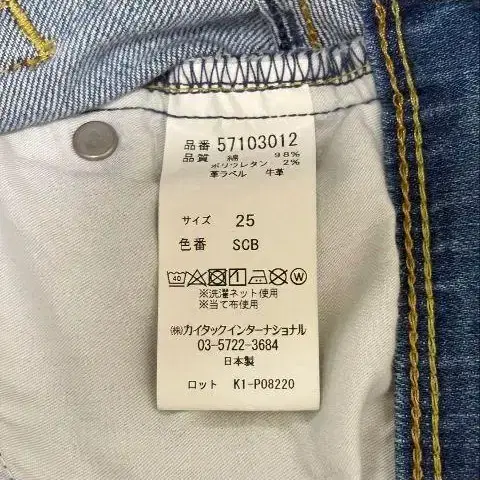 品番 57103012
品質 綿 98%
ポリウレタン 2%
革ラベル 牛革
サイズ 25
色番 SCB
40 W
※洗濯ネット使用
※当て布使用
㈱カイタックインターナショナル
03-5722-3684
日本製
ロット K1-P08220